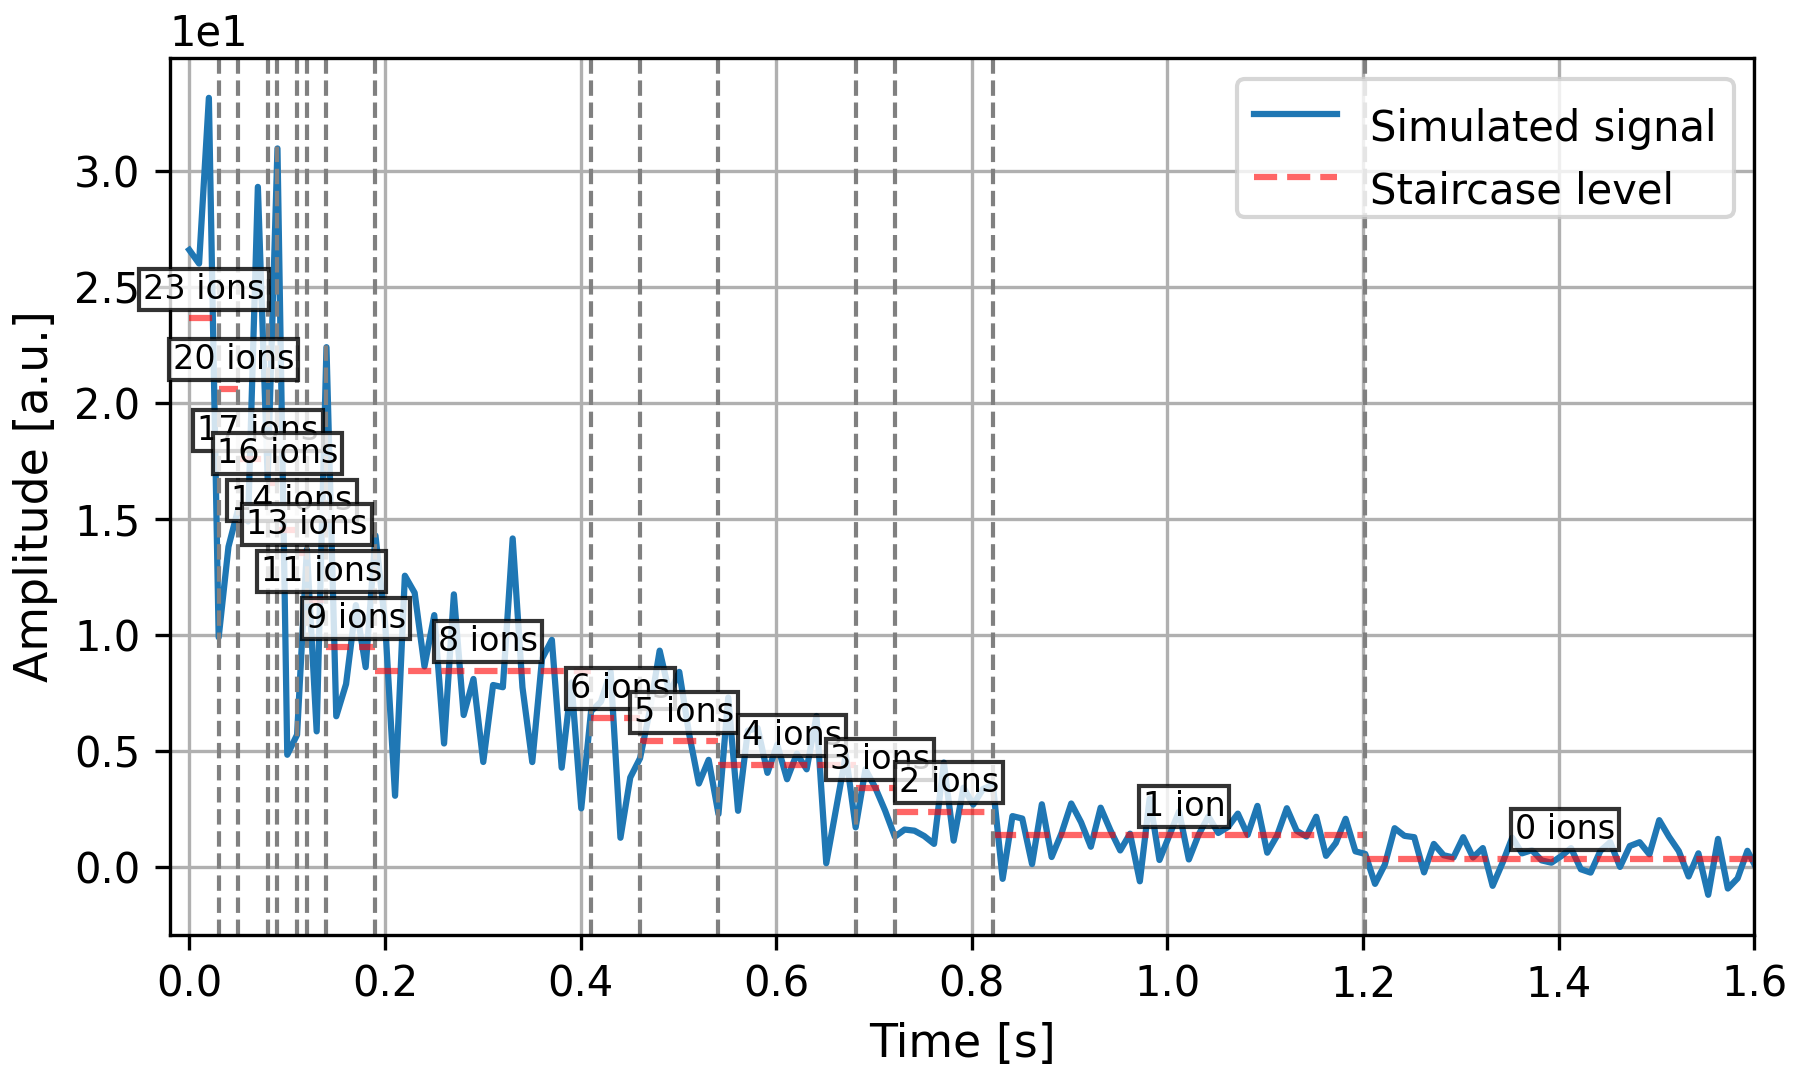 1e1
Simulated signal
Staircase level
3.0
2.5
2.0
1.5
1.0
0.5
0.0
Amplitude [a.u.]
23 ions
20 ions
17 ions
16 ions
14 ions
13 ions
11 ions
9 ions
8 ions
6 ions
5 ions
4 ions
3 ions
2 ions
1 ion
0 ions
0.0 0.2 0.4 0.6 0.8 1.0 1.2 1.4 1.6
Time [s]